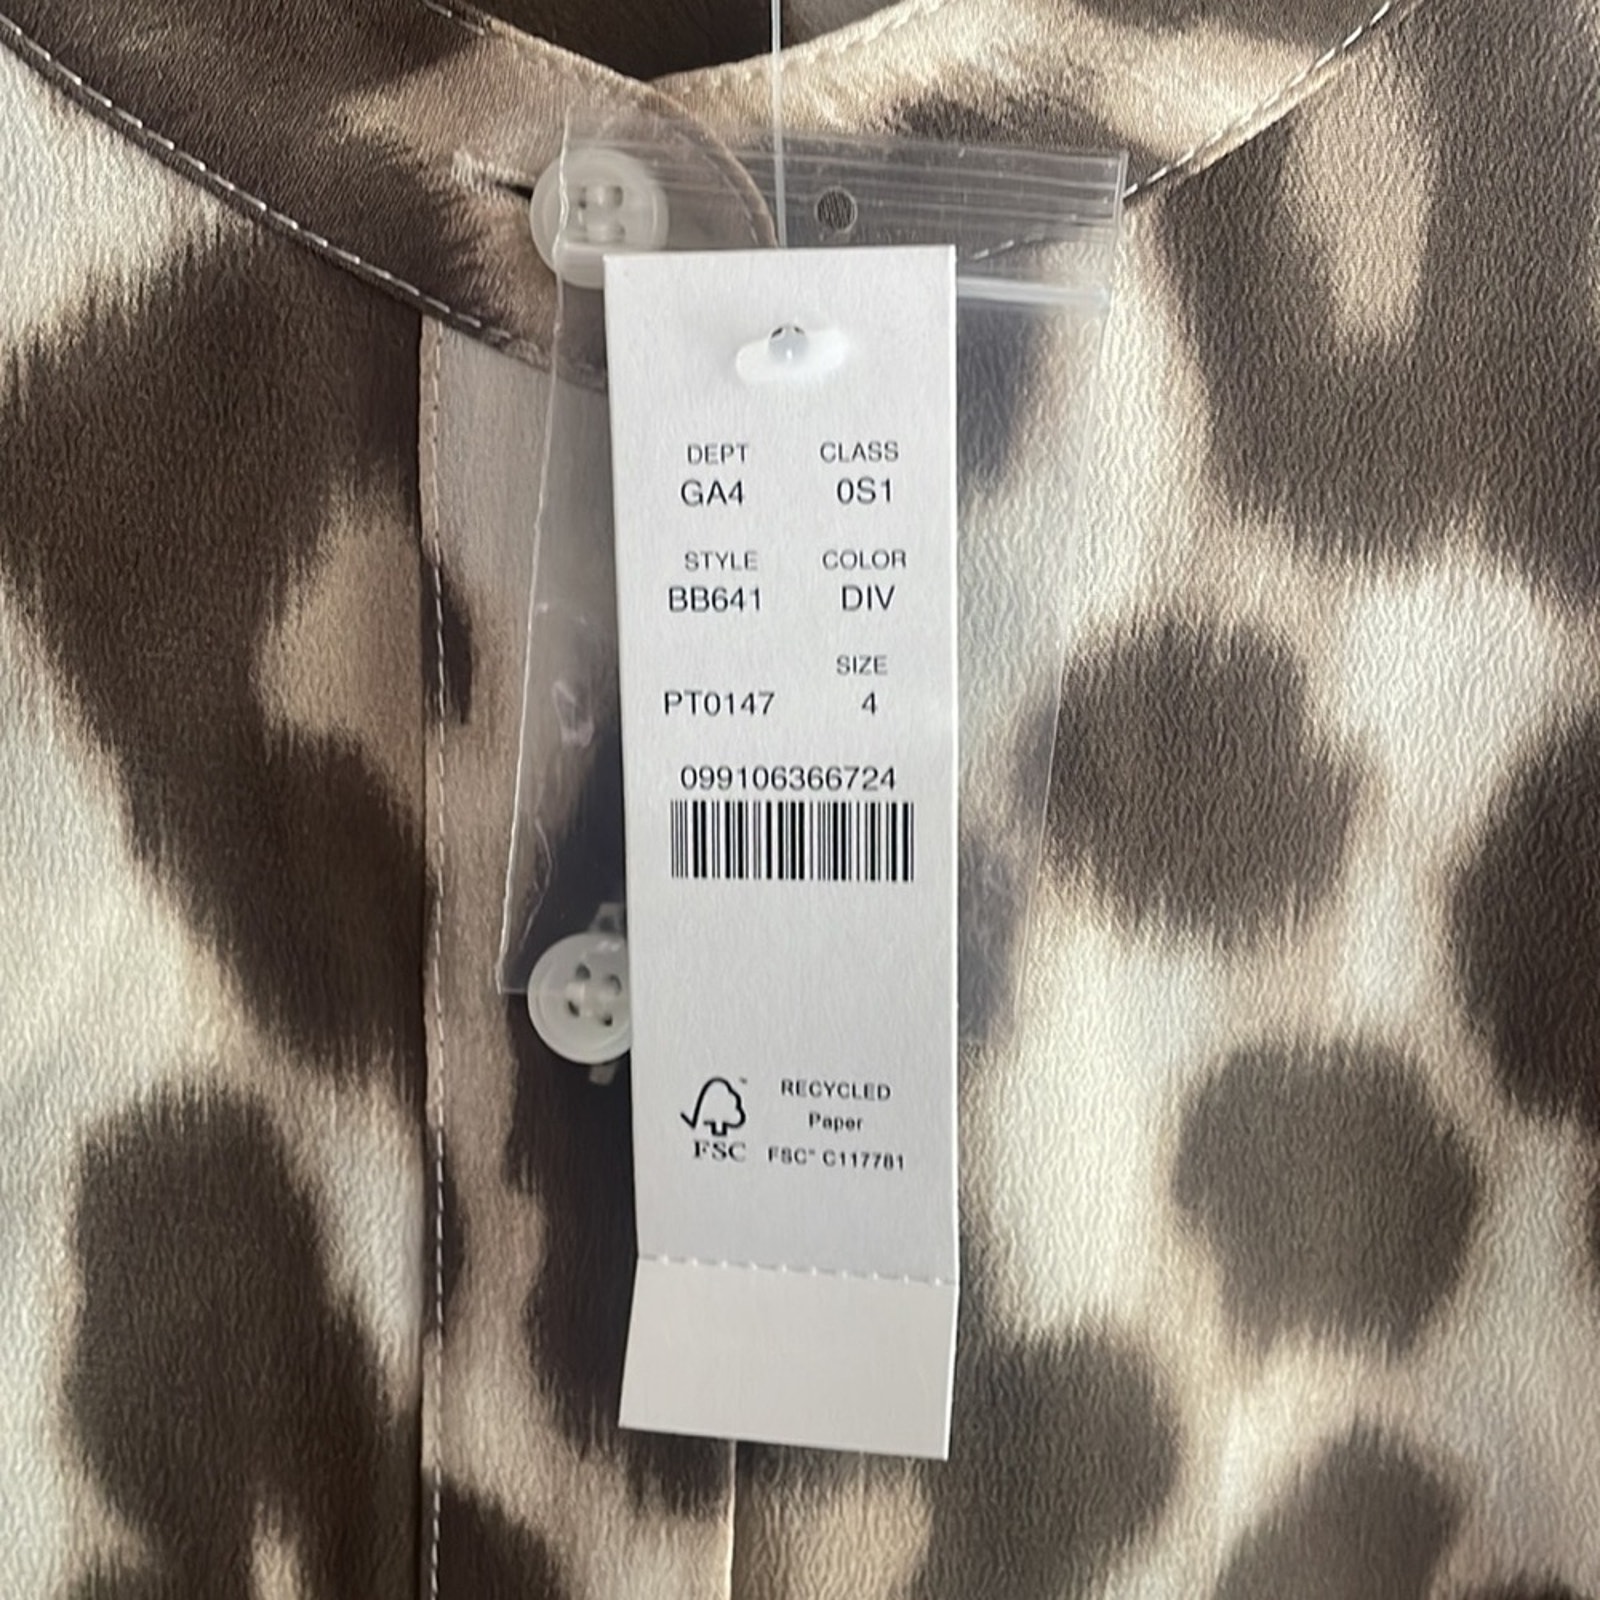 DEPT CLASS
GA4 0S1
STYLE COLOR
BB641 DIV
SIZE
PT0147 4
099106366724
RECYCLED
Paper
FSC FSC® C117781